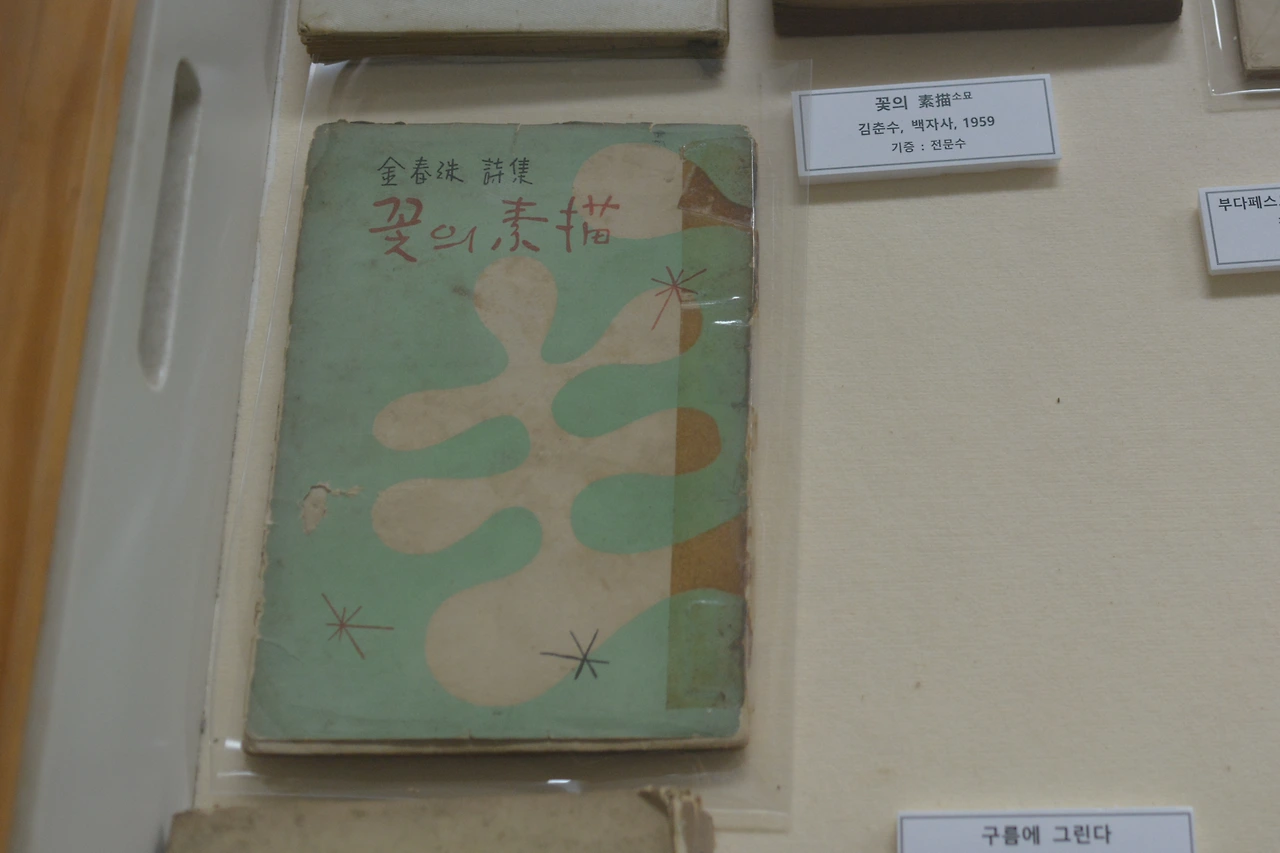 金春洙 詩集
꽃의 素描
꽃의 素描소묘
김춘수, 백자사, 1959
기증 : 전문수
부다페스
구름에 그린다